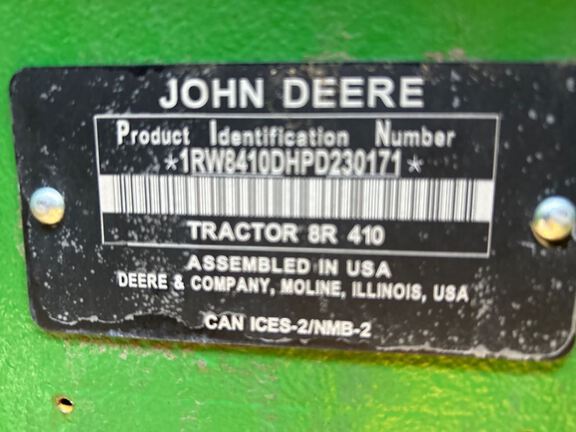 JOHN DEERE
Product Identification Number
*1RW8410DHPD230171*
TRACTOR 8R 410
ASSEMBLED IN USA
DEERE & COMPANY, MOLINE, ILLINOIS, USA
CAN ICES-2/NMB-2